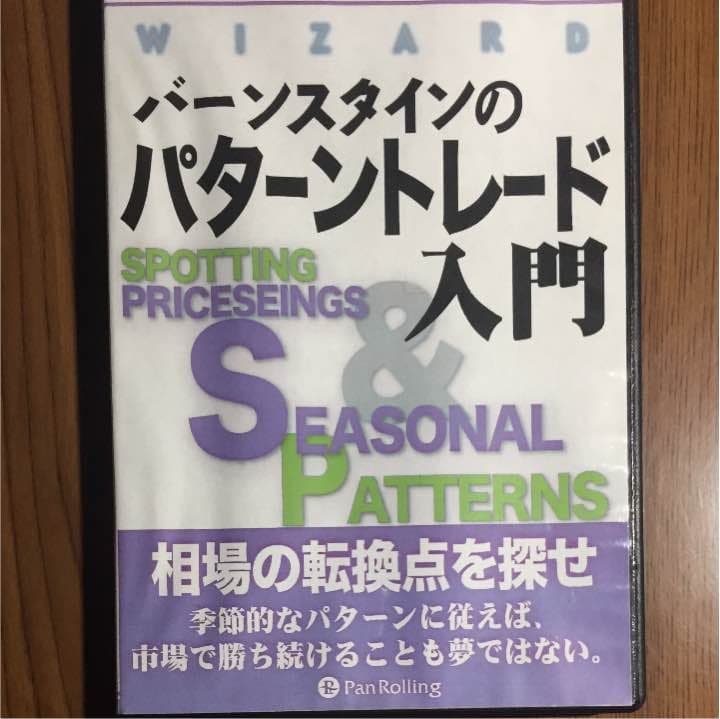 WIZARD
バーンスタインの
パターントレード
入門
SPOTTING
PRICESEINGS
&
SEASONAL
PATTERNS
相場の転換点を探せ
季節的なパターンに従えば、
市場で勝ち続けることも夢ではない。
PanRolling